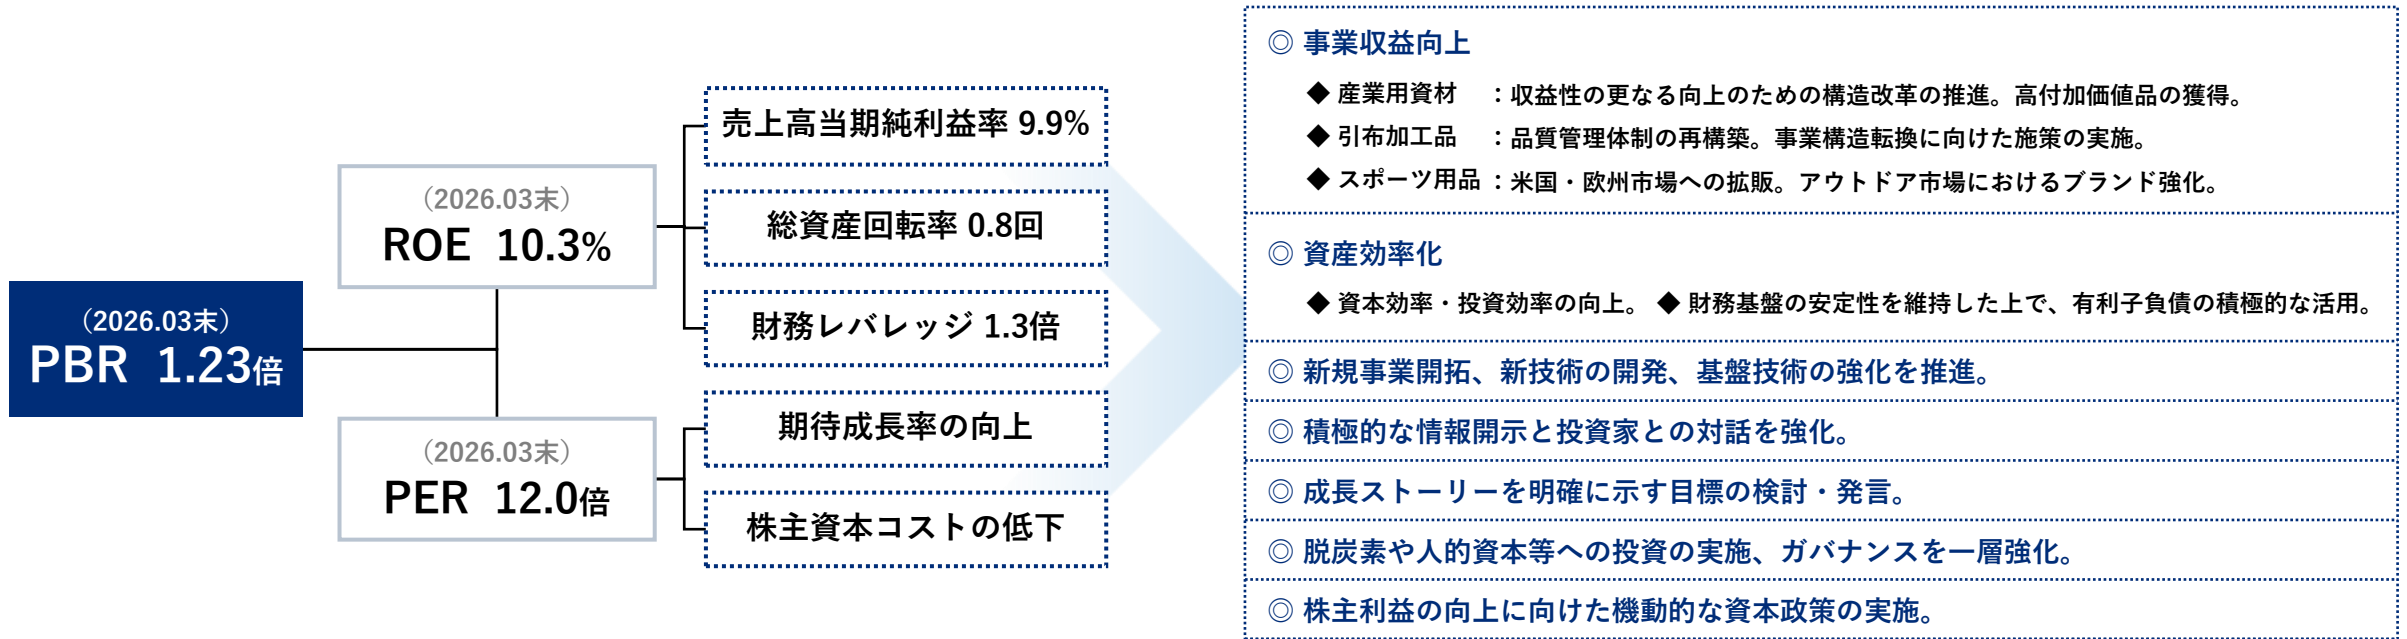 （2026.03末）
PBR 1.23倍
（2026.03末）
ROE 10.3%
（2026.03末）
PER 12.0倍
売上高当期純利益率 9.9%
総資産回転率 0.8回
財務レバレッジ 1.3倍
期待成長率の向上
株主資本コストの低下
◎ 事業収益向上
◆ 産業用資材 ：収益性の更なる向上のための構造改革の推進。高付加価値品の獲得。
◆ 引布加工品 ：品質管理体制の再構築。事業構造転換に向けた施策の実施。
◆ スポーツ用品 ：米国・欧州市場への拡販。アウトドア市場におけるブランド強化。
◎ 資産効率化
◆ 資本効率・投資効率の向上。 ◆ 財務基盤の安定性を維持した上で、有利子負債の積極的な活用。
◎ 新規事業開拓、新技術の開発、基盤技術の強化を推進。
◎ 積極的な情報開示と投資家との対話を強化。
◎ 成長ストーリーを明確に示す目標の検討・発言。
◎ 脱炭素や人的資本等への投資の実施、ガバナンスを一層強化。
◎ 株主利益の向上に向けた機動的な資本政策の実施。